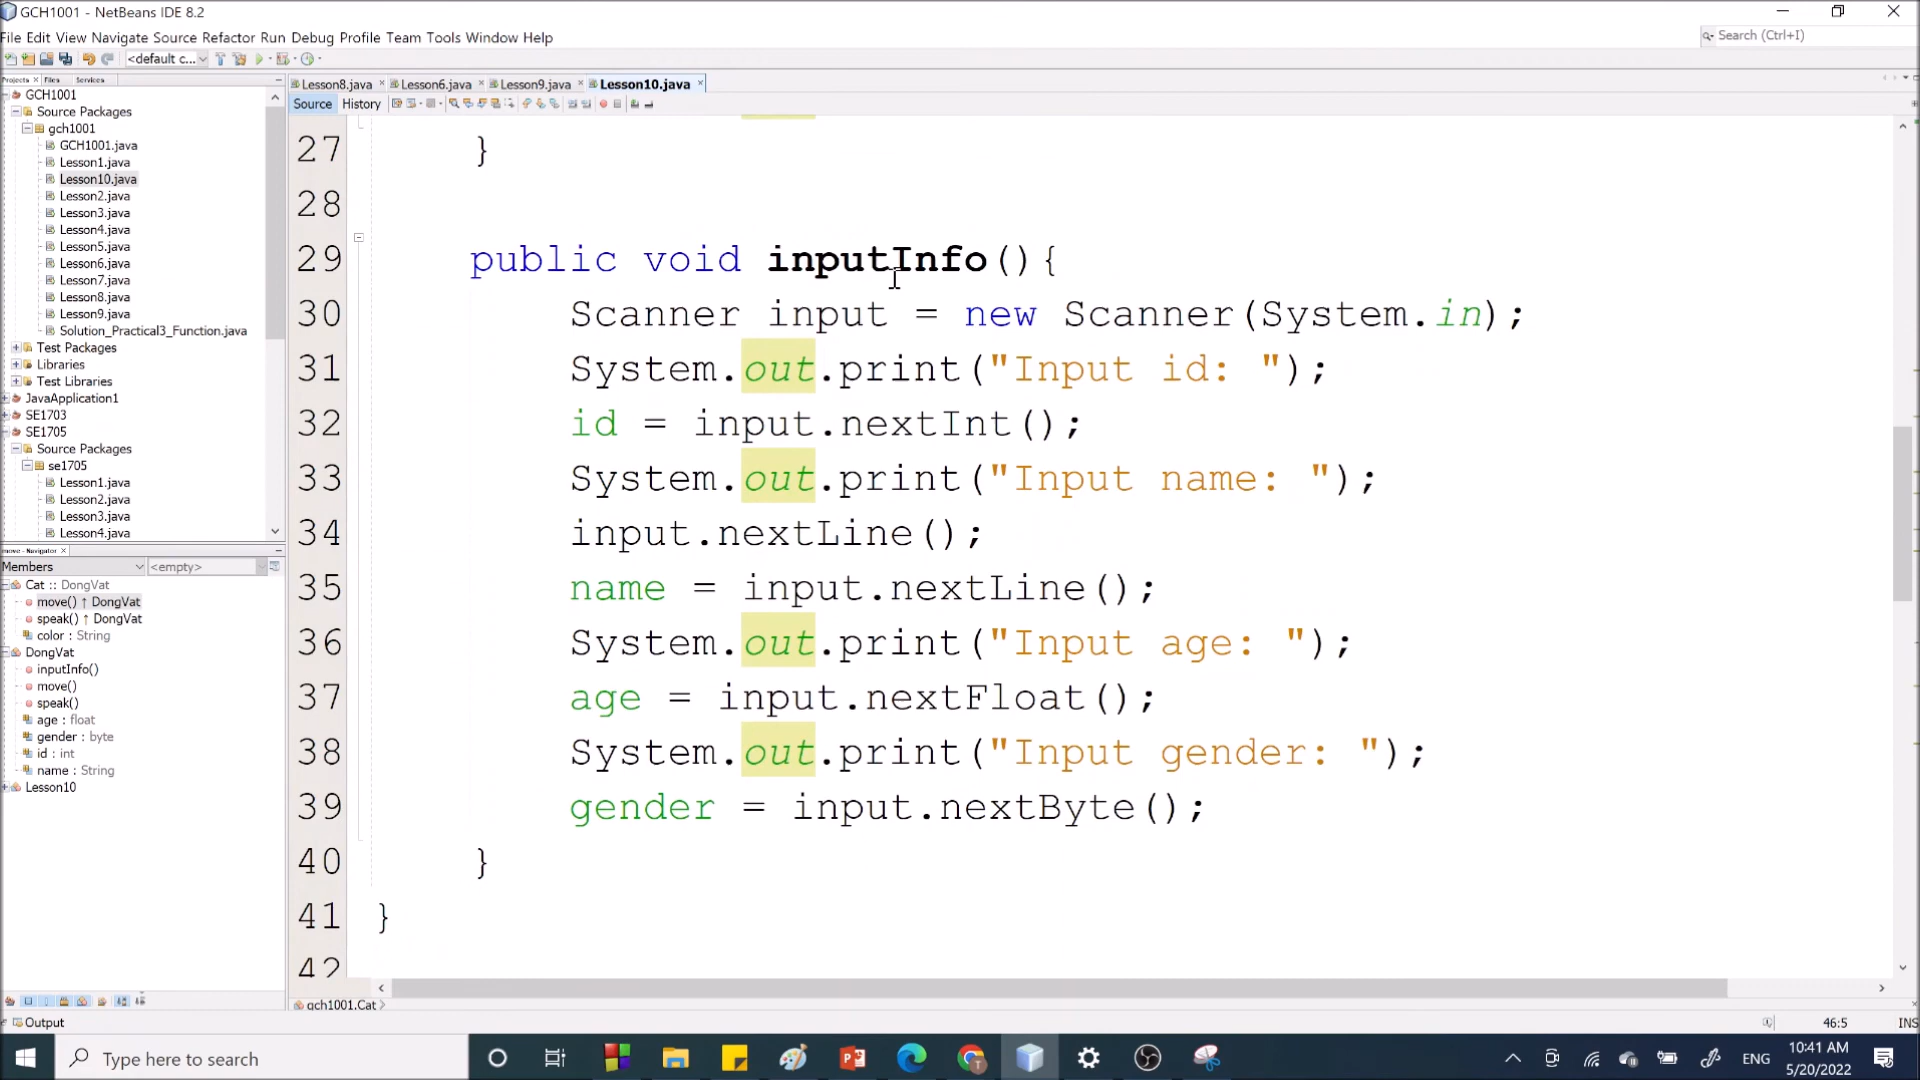 GCH1001 - NetBeans IDE 8.2
File Edit View Navigate Source Refactor Run Debug Profile Team Tools Window Help
Search (Ctrl+I)
<default c...
Projects × Files Services
Lesson8.java × Lesson6.java × Lesson9.java × Lesson10.java ×
Source History
GCH1001
Source Packages
gch1001
GCH1001.java
Lesson1.java
Lesson10.java
Lesson2.java
Lesson3.java
Lesson4.java
Lesson5.java
Lesson6.java
Lesson7.java
Lesson8.java
Lesson9.java
Solution_Practical3_Function.java
Test Packages
Libraries
Test Libraries
JavaApplication1
SE1703
SE1705
Source Packages
se1705
Lesson1.java
Lesson2.java
Lesson3.java
Lesson4.java
move - Navigator ×
Members <empty>
Cat :: DongVat
move() ↑ DongVat
speak() ↑ DongVat
color : String
DongVat
inputInfo()
move()
speak()
age : float
gender : byte
id : int
name : String
Lesson10
27 }
28
29 public void inputInfo(){
30 Scanner input = new Scanner(System.in);
31 System.out.print("Input id: ");
32 id = input.nextInt();
33 System.out.print("Input name: ");
34 input.nextLine();
35 name = input.nextLine();
36 System.out.print("Input age: ");
37 age = input.nextFloat();
38 System.out.print("Input gender: ");
39 gender = input.nextByte();
40 }
41 }
42
gch1001.Cat
Output
46:5 INS
Type here to search
ENG
10:41 AM
5/20/2022